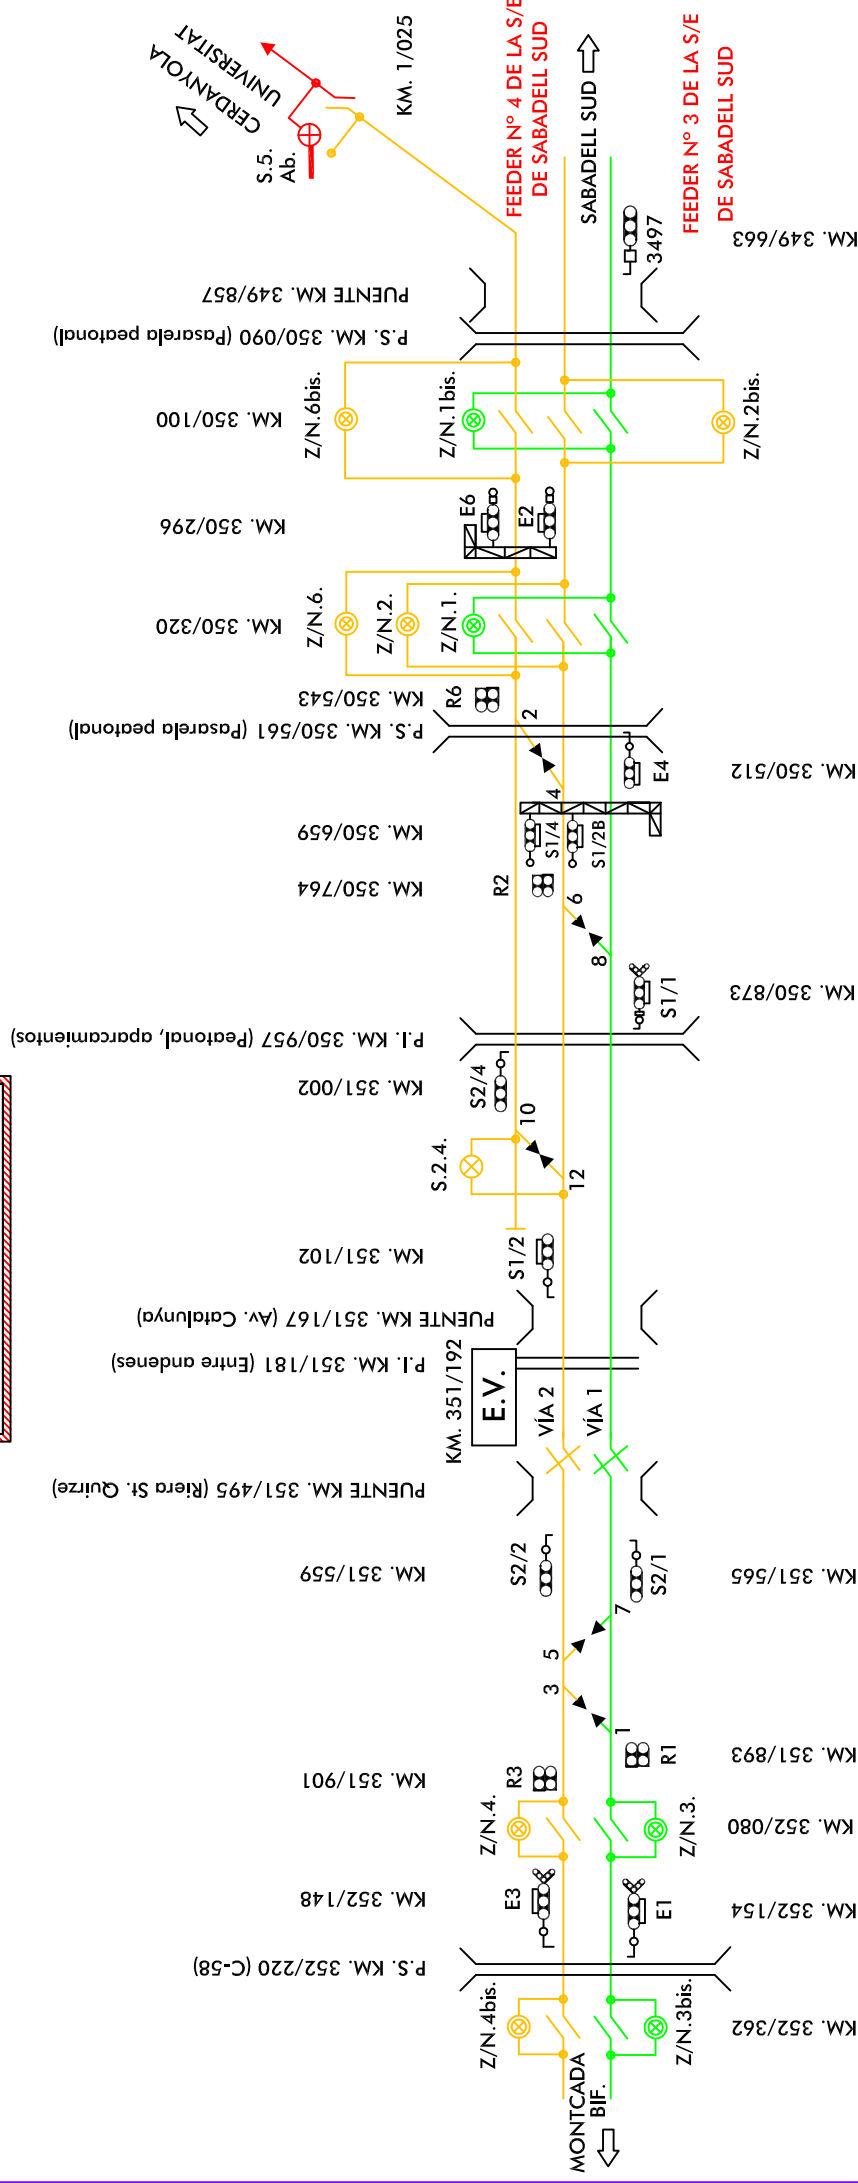 CERDANYOLA
UNIVERSITAT
KM. 1/025
S.5.
Ab.
FEEDER Nº 4 DE LA S/E
DE SABADELL SUD
SABADELL SUD
FEEDER Nº 3 DE LA S/E
DE SABADELL SUD
3497
KM. 349/663
PUENTE KM. 349/857
P.S. KM. 350/090 (Pasarela peatonal)
KM. 350/100
Z/N.6bis.
Z/N.1bis.
Z/N.2bis.
KM. 350/296
E6
E2
KM. 350/320
Z/N.6.
Z/N.2.
Z/N.1.
KM. 350/543
R6
P.S. KM. 350/561 (Pasarela peatonal)
2
4
E4
KM. 350/512
KM. 350/659
S1/4
S1/2B
KM. 350/764
R2
6
8
S1/1
KM. 350/873
P.I. KM. 350/957 (Peatonal, aparcamientos)
KM. 351/002
S2/4
10
12
S.2.4.
KM. 351/102
S1/2
PUENTE KM. 351/167 (Av. Catalunya)
P.I. KM. 351/181 (Entre andenes)
KM. 351/192
E.V.
VÍA 2
VÍA 1
PUENTE KM. 351/495 (Riera St. Quirze)
KM. 351/559
S2/2
S2/1
KM. 351/565
7
5
3
1
KM. 351/901
R3
R1
KM. 351/893
Z/N.4.
Z/N.3.
KM. 352/080
KM. 352/148
E3
E1
KM. 352/154
P.S. KM. 352/220 (C-58)
Z/N.4bis.
Z/N.3bis.
KM. 352/362
MONTCADA
BIF.